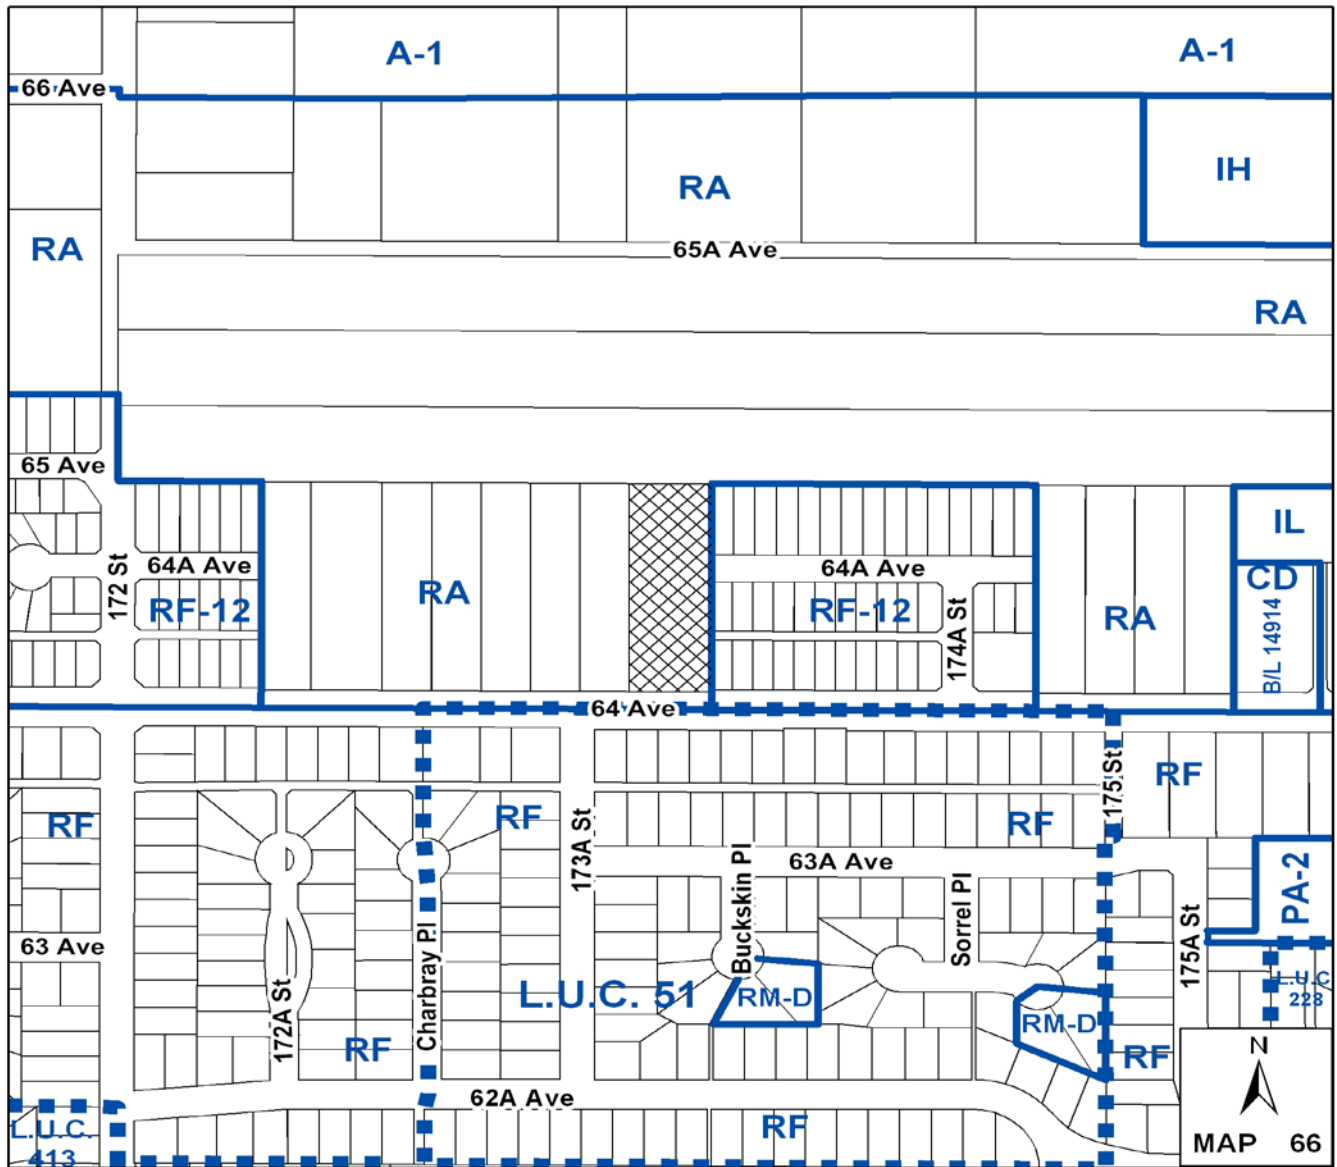 A-1
A-1
66 Ave
IH
RA
RA
65A Ave
RA
65 Ave
IL
172 St
64A Ave
64A Ave
CD
RA
RF-12
RF-12
174A St
RA
B/L 14914
64 Ave
175 St
RF
RF
RF
RF
173A St
63A Ave
Buckskin Pl
Sorrel Pl
PA-2
63 Ave
Charbray Pl
175A St
172A St
L.U.C. 51
RM-D
L.U.C.
228
RM-D
RF
RF
N
62A Ave
RF
L.U.C.
413
MAP 66